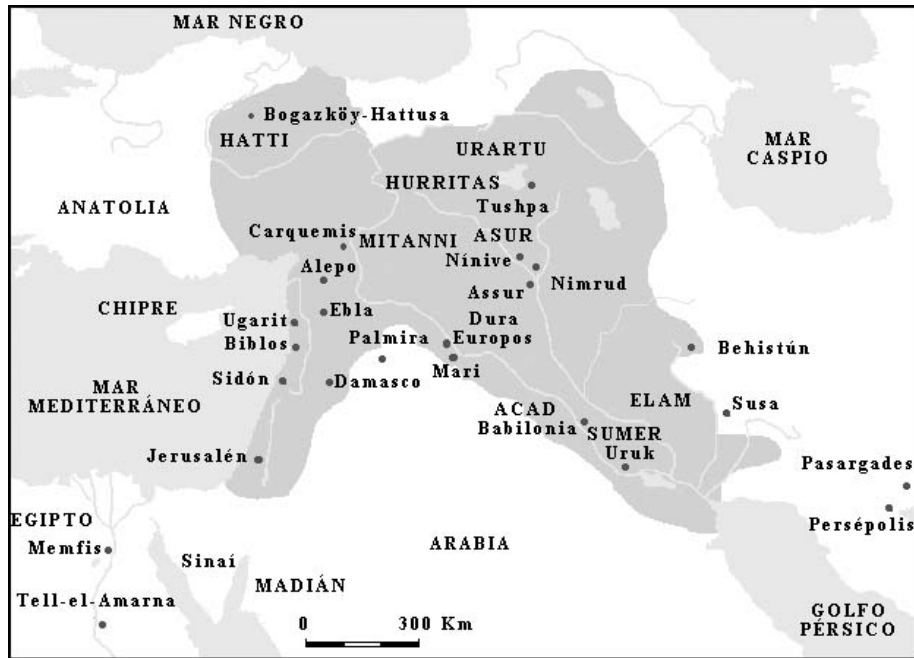 MAR NEGRO
Bogazköy-Hattusa
HATTI
URARTU
MAR
CASPIO
HURRITAS
Tushpa
ANATOLIA
Carquemis
MITANNI
ASUR
Nínive
Alepo
Nimrud
Assur
CHIPRE
Ebla
Ugarit
Dura
Europos
Palmira
Biblos
Behistún
Mari
Sidón
Damasco
MAR
MEDITERRÁNEO
ELAM
Susa
ACAD
Babilonia
SUMER
Uruk
Jerusalén
Pasargades
EGIPTO
Persépolis
Memfis
ARABIA
Sinaí
MADIÁN
Tell-el-Amarna
GOLFO
PÉRSICO
0 300 Km